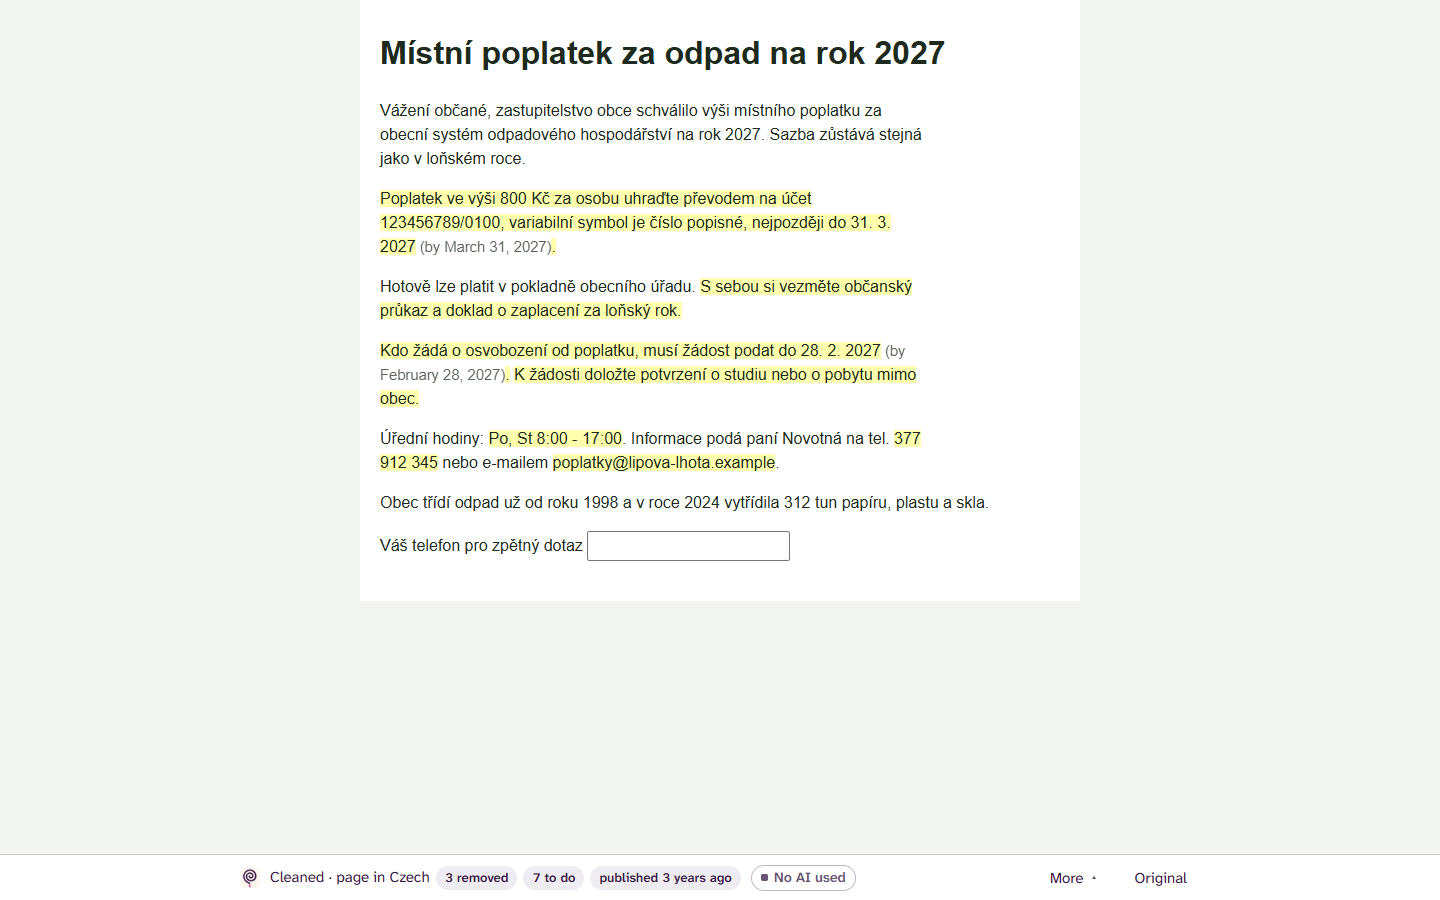 Místní poplatek za odpad na rok 2027
Vážení občané, zastupitelstvo obce schválilo výši místního poplatku za
obecní systém odpadového hospodářství na rok 2027. Sazba zůstává stejná
jako v loňském roce.
Poplatek ve výši 800 Kč za osobu uhraďte převodem na účet
123456789/0100, variabilní symbol je číslo popisné, nejpozději do 31. 3.
2027 (by March 31, 2027).
Hotově lze platit v pokladně obecního úřadu. S sebou si vezměte občanský
průkaz a doklad o zaplacení za loňský rok.
Kdo žádá o osvobození od poplatku, musí žádost podat do 28. 2. 2027 (by
February 28, 2027). K žádosti doložte potvrzení o studiu nebo o pobytu mimo
obec.
Úřední hodiny: Po, St 8:00 - 17:00. Informace podá paní Novotná na tel. 377
912 345 nebo e-mailem poplatky@lipova-lhota.example.
Obec třídí odpad už od roku 1998 a v roce 2024 vytřídila 312 tun papíru, plastu a skla.
Váš telefon pro zpětný dotaz
Cleaned · page in Czech 3 removed 7 to do published 3 years ago No AI used More Original